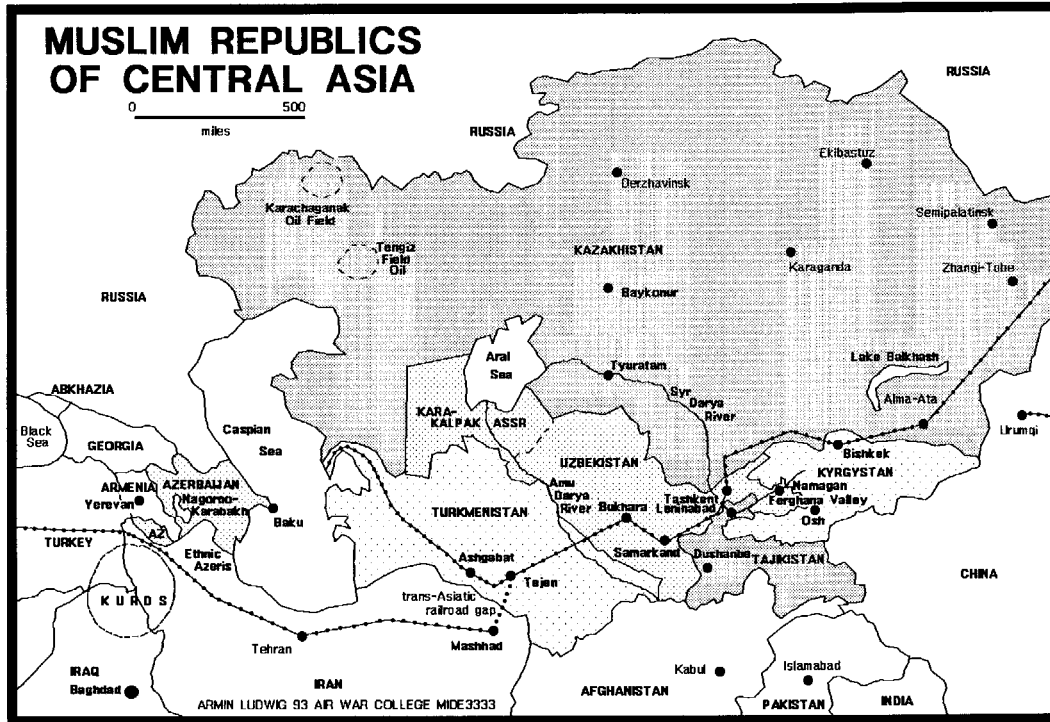 MUSLIM REPUBLICS
OF CENTRAL ASIA
0 500
miles
RUSSIA
RUSSIA
Ekibastuz
Derzhavinsk
Karachaganak
Oil Field
Semipalatinsk
Tengiz
Field
Oil
KAZAKHSTAN
Karaganda
Zhangi-Tobe
RUSSIA
Baykonur
Aral
Sea
Lake Balkhash
Tyuratam
Syr
Darya
River
ABKHAZIA
Alma-Ata
KARA-
KALPAK ASSR
Black
Sea
Caspian
Sea
Urumqi
GEORGIA
Bishkek
UZBEKISTAN
KYRGYSTAN
AZERBAIJAN
ARMENIA
Nagorno-
Karabakh
Yerevan
Amu
Darya
River
Namagan
Tashkent
Ferghana Valley
Leninabad
Bukhara
TURKMENISTAN
Baku
Osh
AZ
TURKEY
Ethnic
Azeris
Samarkand
Dushanbe
TAJIKISTAN
Ashgabat
Tejen
CHINA
trans-Asiatic
railroad gap
KURDS
Tehran
Mashhad
Kabul
Islamabad
IRAQ
Baghdad
IRAN
AFGHANISTAN
PAKISTAN
INDIA
ARMIN LUDWIG 93 AIR WAR COLLEGE MIDE3333